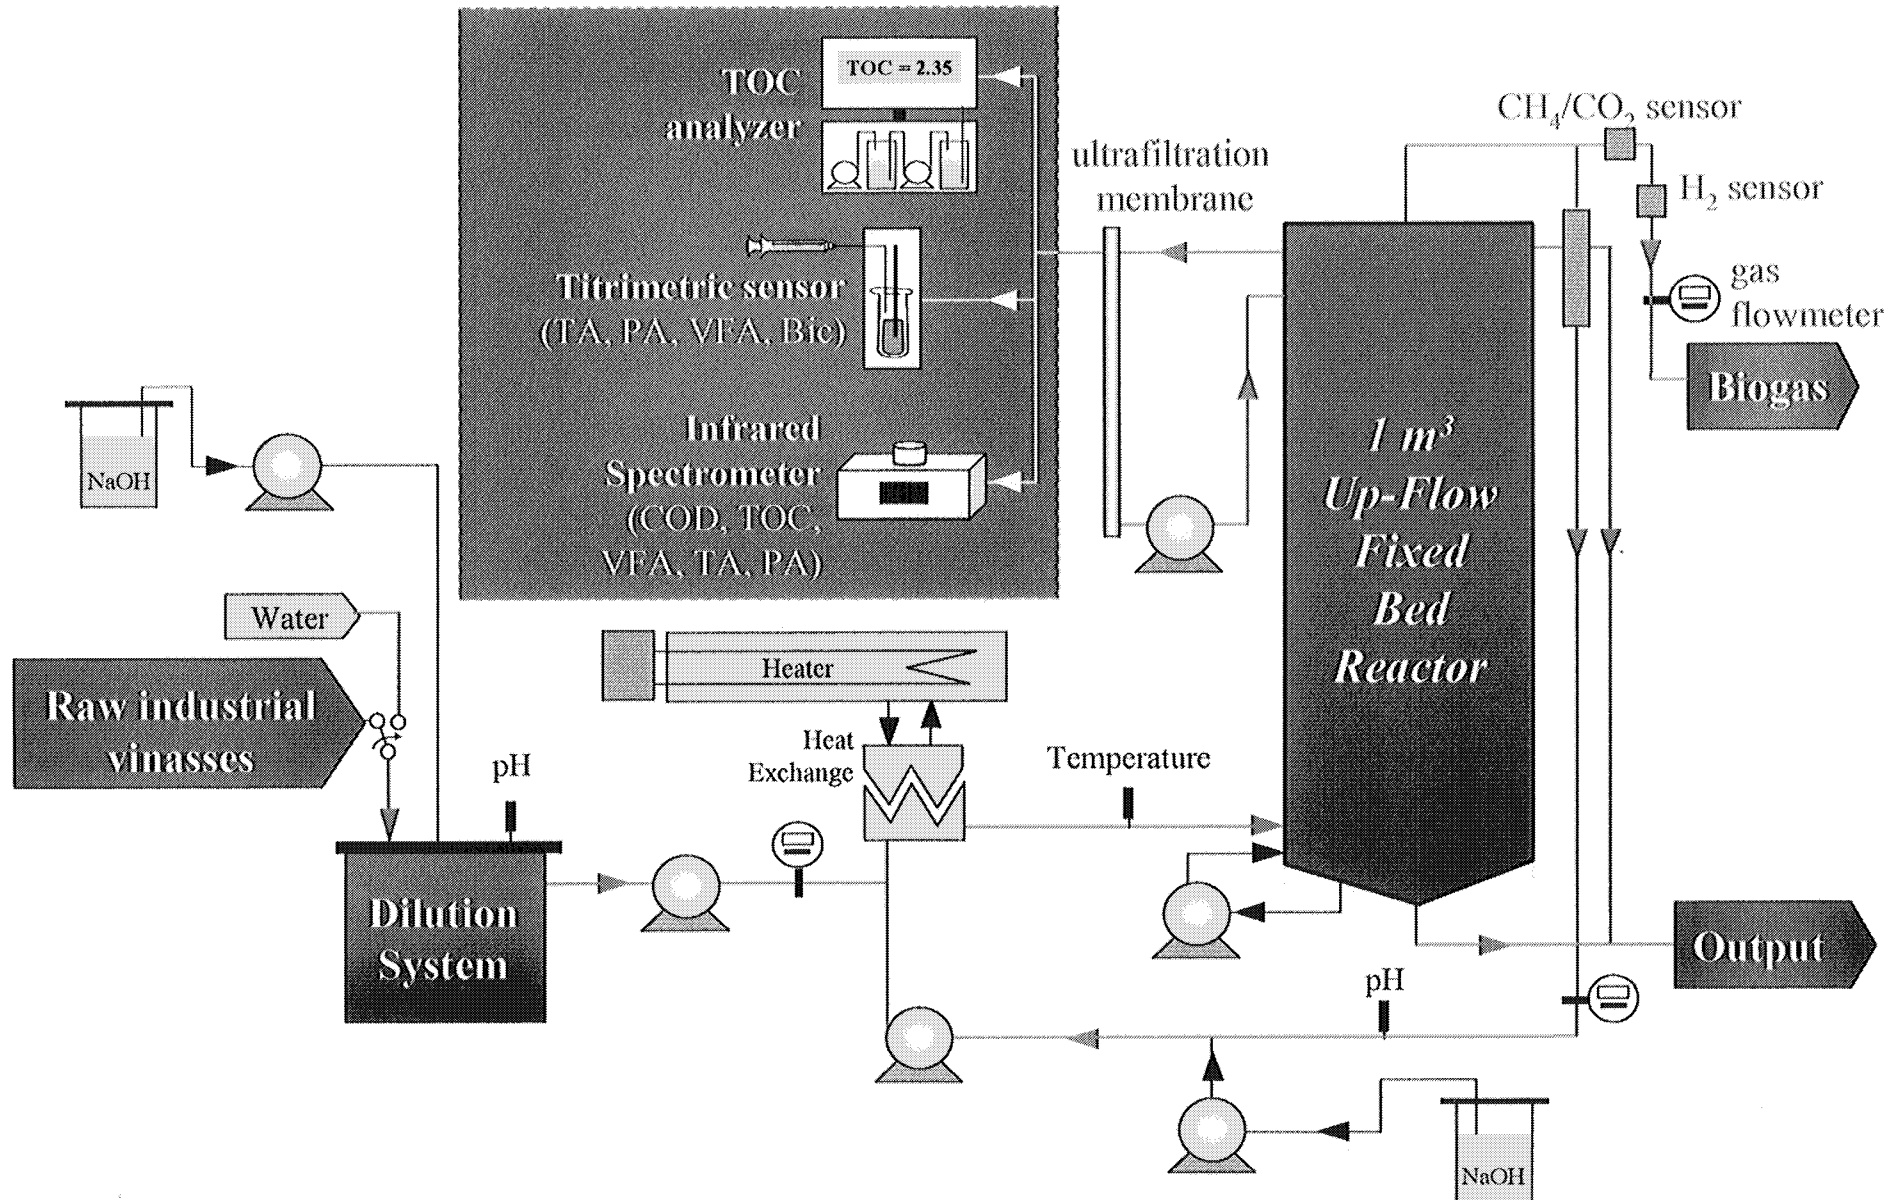 TOC
analyzer
TOC = 2.35
Titrimetric sensor
(TA, PA, VFA, Bic)
Infrared
Spectrometer
(COD, TOC,
VFA, TA, PA)
ultrafiltration
membrane
CH₄/CO₂ sensor
H₂ sensor
gas
flowmeter
Biogas
1 m³
Up-Flow
Fixed
Bed
Reactor
NaOH
Water
Raw industrial
vinasses
Heater
Heat
Exchange
pH
Temperature
Dilution
System
Output
pH
NaOH